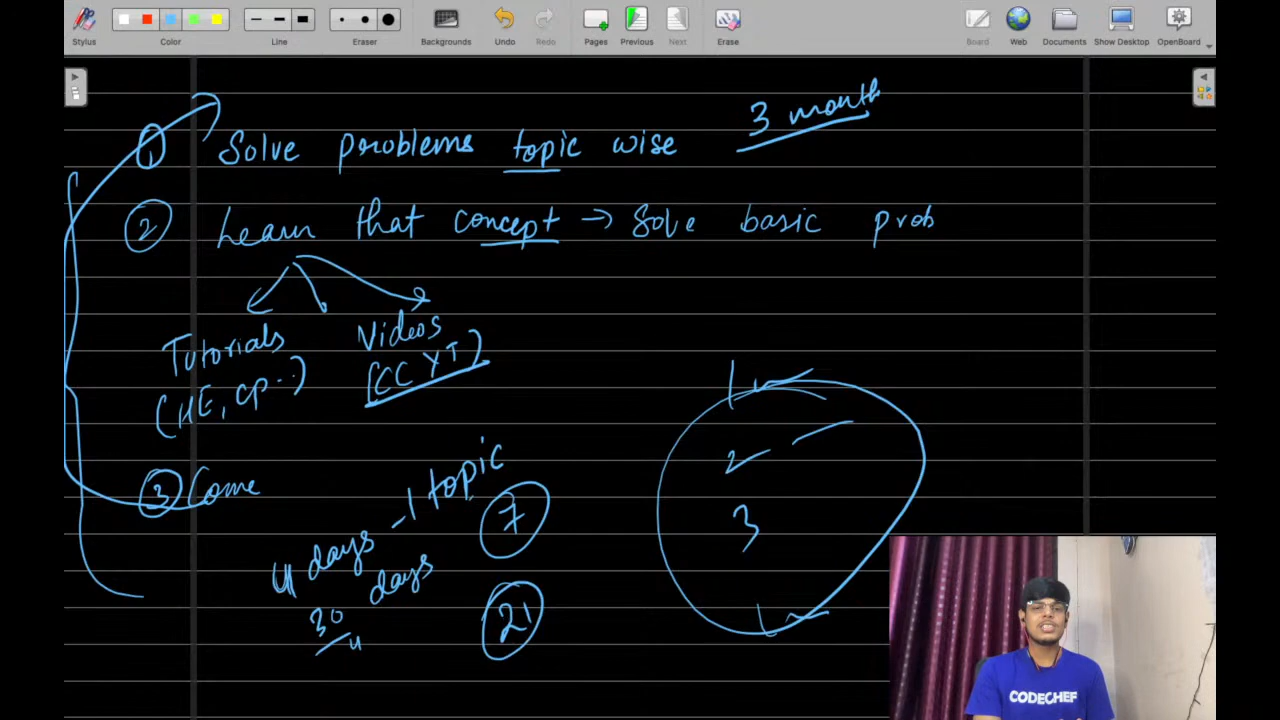 Stylus
Color
Line
Eraser
Backgrounds
Undo
Redo
Pages
Previous
Next
Erase
Board
Web
Documents
Show Desktop
OpenBoard
3 month
1 Solve problems topic wise
2 Learn that concept → Solve basic prob
Tutorials
(HE, CP..)
Videos
[CC YT]
3 Come
4 days - 1 topic
30 days
4
7
21
1
2
3
CODECHEF